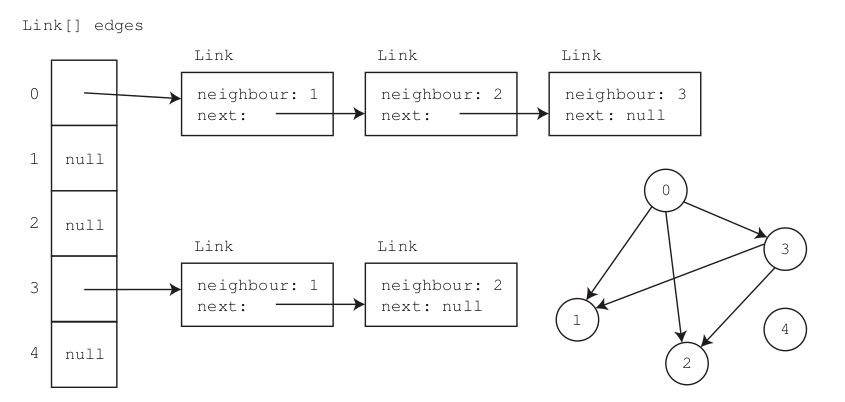 Link[] edges
Link Link Link
0 neighbour: 1 neighbour: 2 neighbour: 3
next: next: next: null
1 null
2 null
Link Link
3 neighbour: 1 neighbour: 2
next: next: null
4 null
0
3
1
4
2